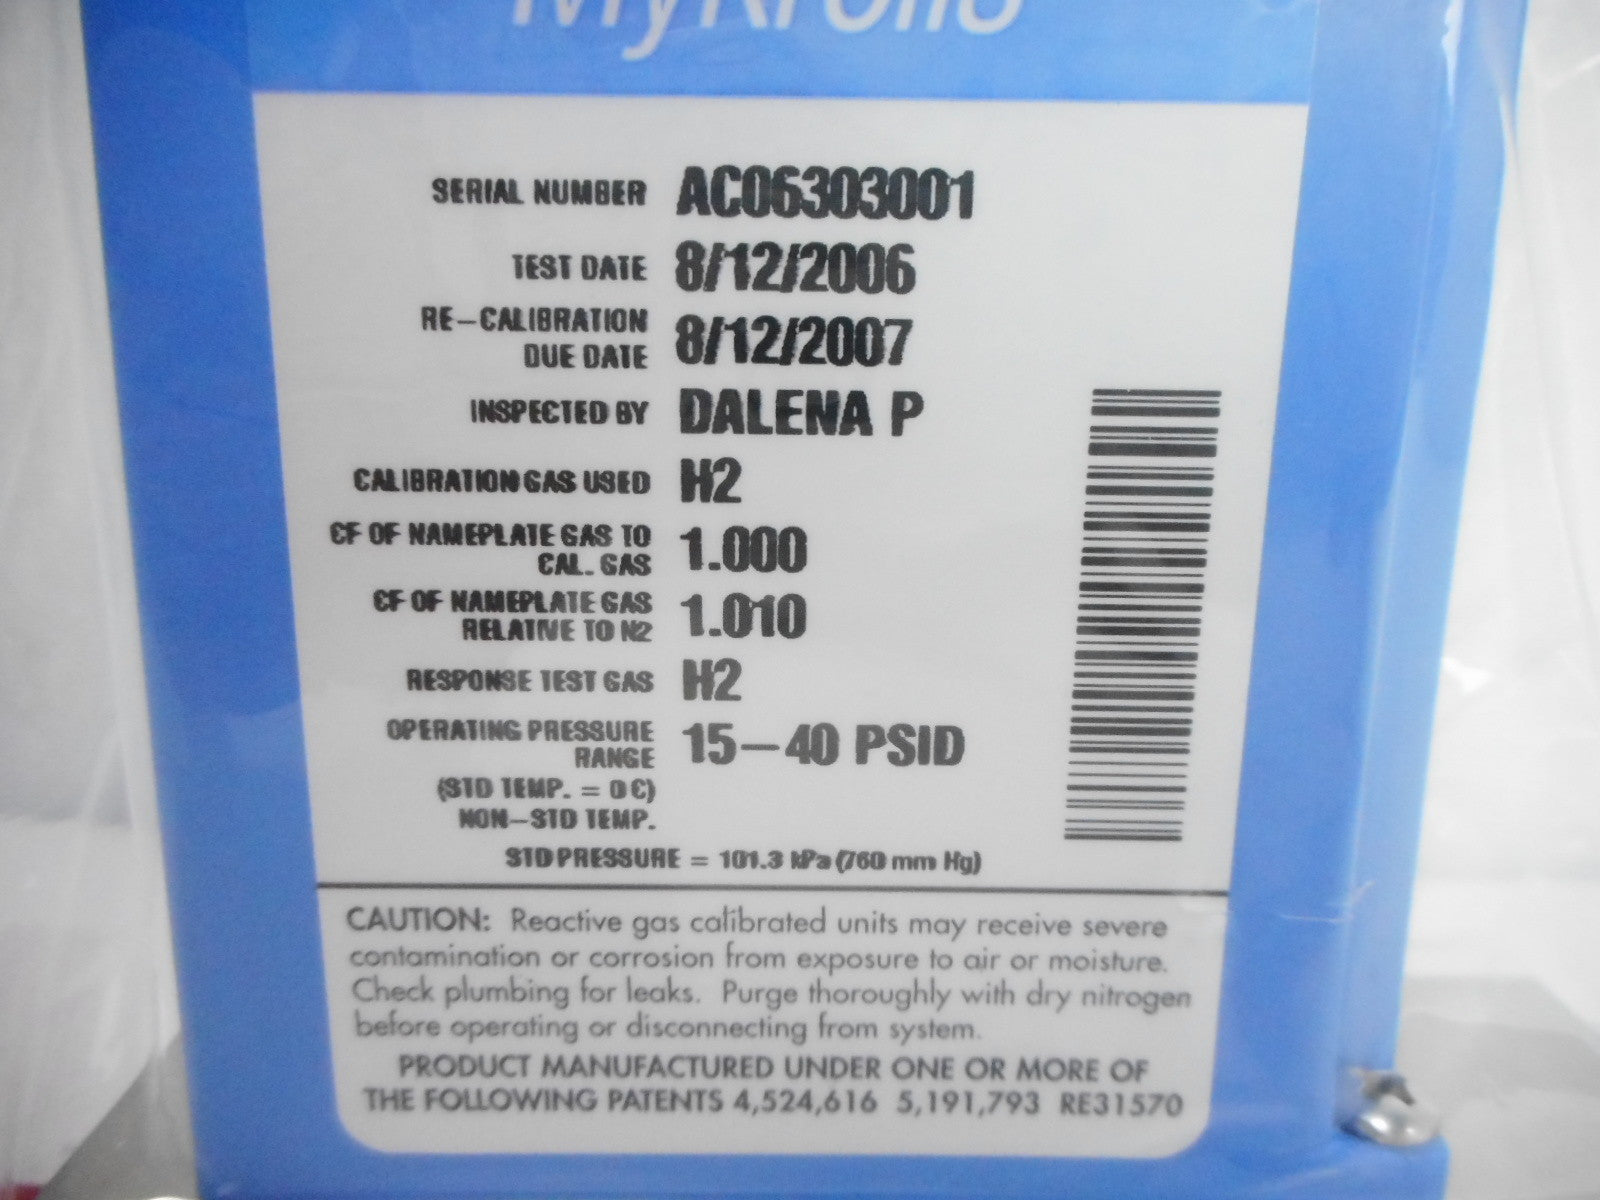 MyKrolis
SERIAL NUMBER AC06303001
TEST DATE 8/12/2006
RE-CALIBRATION
DUE DATE 8/12/2007
INSPECTED BY DALENA P
CALIBRATION GAS USED H2
CF OF NAMEPLATE GAS TO
CAL. GAS 1.000
CF OF NAMEPLATE GAS
RELATIVE TO N2 1.010
RESPONSE TEST GAS H2
OPERATING PRESSURE
RANGE 15-40 PSID
(STD TEMP. = 0 C)
NON-STD TEMP.
STD PRESSURE = 101.3 kPa (760 mm Hg)
CAUTION: Reactive gas calibrated units may receive severe
contamination or corrosion from exposure to air or moisture.
Check plumbing for leaks. Purge thoroughly with dry nitrogen
before operating or disconnecting from system.
PRODUCT MANUFACTURED UNDER ONE OR MORE OF
THE FOLLOWING PATENTS 4,524,616 5,191,793 RE31570